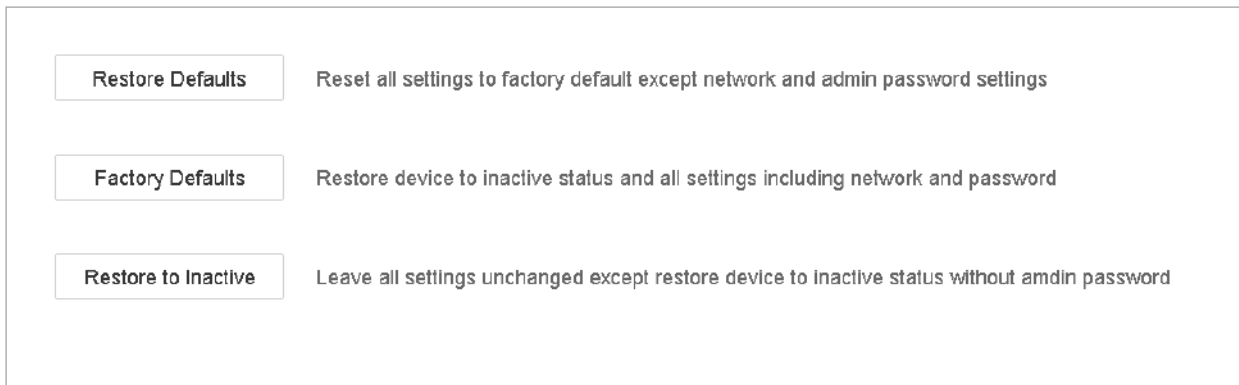 Restore Defaults Reset all settings to factory default except network and admin password settings
Factory Defaults Restore device to inactive status and all settings including network and password
Restore to Inactive Leave all settings unchanged except restore device to inactive status without amdin password